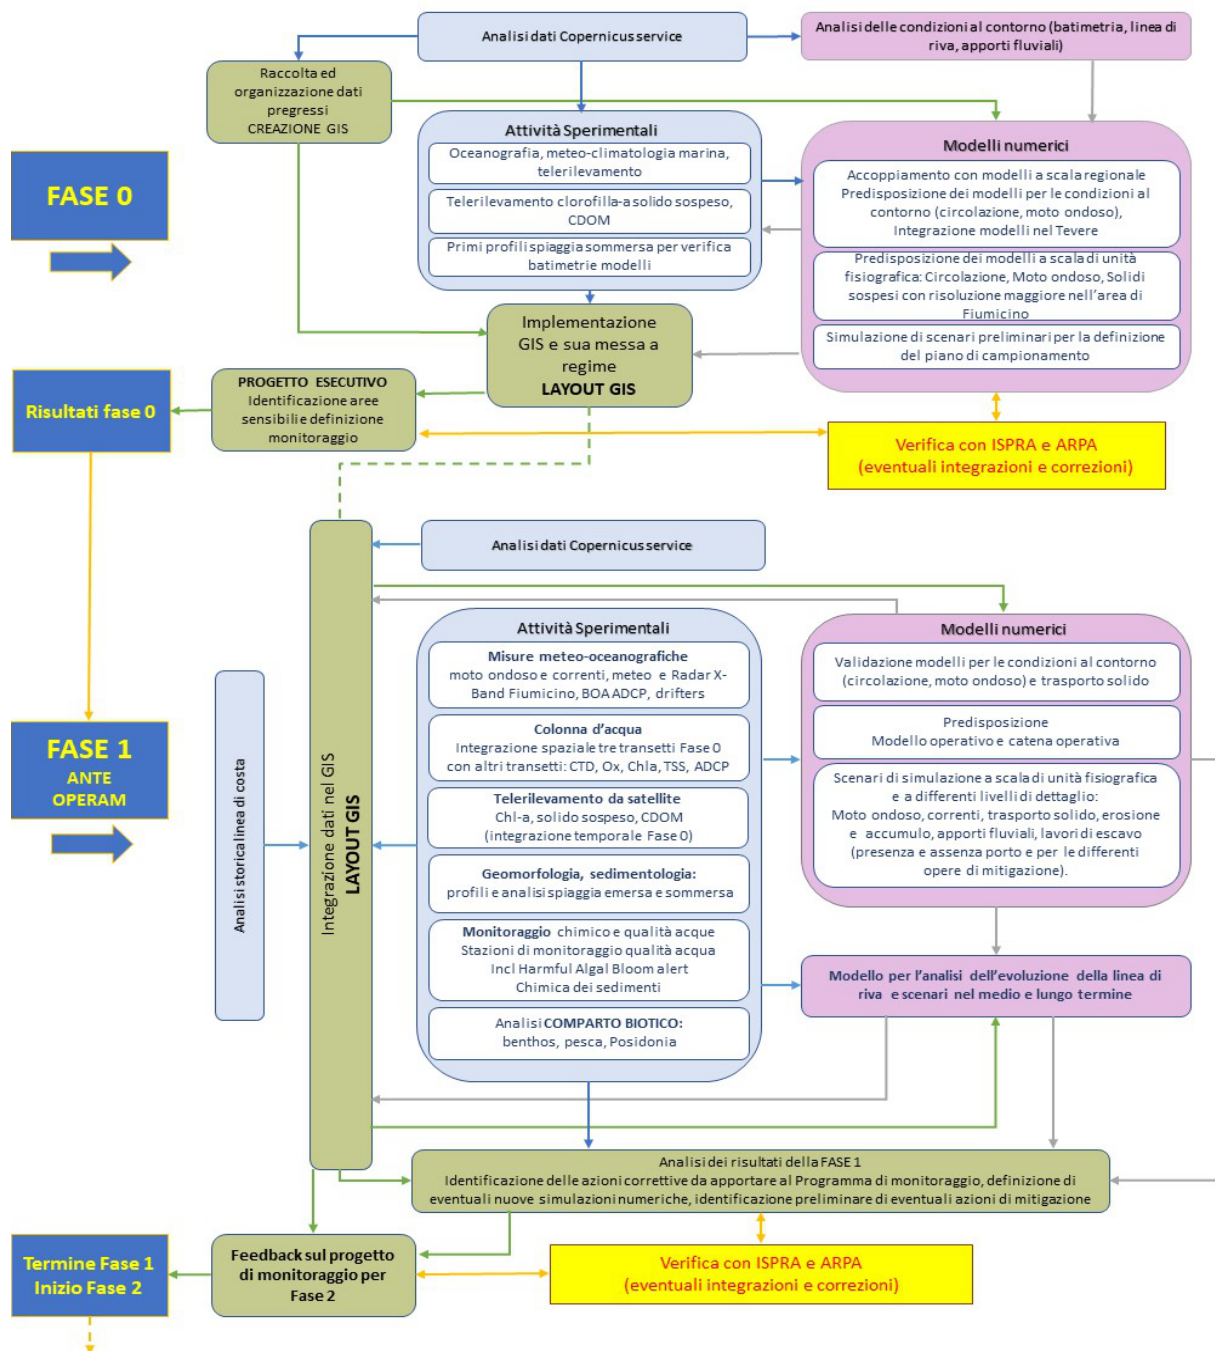 Analisi dati Copernicus service
Analisi delle condizioni al contorno (batimetria, linea di
riva, apporti fluviali)
Raccolta ed
organizzazione dati
pregressi
CREAZIONE GIS
FASE 0
Attività Sperimentali
Oceanografia, meteo-climatologia marina,
telerilevamento
Telerilevamento clorofilla-a solido sospeso,
CDOM
Primi profili spiaggia sommersa per verifica
batimetrie modelli
Modelli numerici
Accoppiamento con modelli a scala regionale
Predisposizione dei modelli per le condizioni al
contorno (circolazione, moto ondoso),
Integrazione modelli nel Tevere
Predisposizione dei modelli a scala di unità
fisiografica: Circolazione, Moto ondoso, Solidi
sospesi con risoluzione maggiore nell'area di
Fiumicino
Simulazione di scenari preliminari per la definizione
del piano di campionamento
Implementazione
GIS e sua messa a
regime
LAYOUT GIS
PROGETTO ESECUTIVO
Identificazione aree
sensibili e definizione
monitoraggio
Risultati fase 0
Verifica con ISPRA e ARPA
(eventuali integrazioni e correzioni)
Analisi dati Copernicus service
FASE 1
ANTE
OPERAM
Analisi storica linea di costa
Integrazione dati nel GIS
LAYOUT GIS
Attività Sperimentali
Misure meteo-oceanografiche
moto ondoso e correnti, meteo e Radar X-
Band Fiumicino, BOA ADCP, drifters
Colonna d'acqua
Integrazione spaziale tre transetti Fase 0
con altri transetti: CTD, Ox, Chla, TSS, ADCP
Telerilevamento da satellite
Chl-a, solido sospeso, CDOM
(integrazione temporale Fase 0)
Geomorfologia, sedimentologia:
profili e analisi spiaggia emersa e sommersa
Monitoraggio chimico e qualità acque
Stazioni di monitoraggio qualità acqua
Incl Harmful Algal Bloom alert
Chimica dei sedimenti
Analisi COMPARTO BIOTICO:
benthos, pesca, Posidonia
Modelli numerici
Validazione modelli per le condizioni al contorno
(circolazione, moto ondoso) e trasporto solido
Predisposizione
Modello operativo e catena operativa
Scenari di simulazione a scala di unità fisiografica
e a differenti livelli di dettaglio:
Moto ondoso, correnti, trasporto solido, erosione
e accumulo, apporti fluviali, lavori di escavo
(presenza e assenza porto e per le differenti
opere di mitigazione).
Modello per l'analisi dell'evoluzione della linea di
riva e scenari nel medio e lungo termine
Analisi dei risultati della FASE 1
Identificazione delle azioni correttive da apportare al Programma di monitoraggio, definizione di
eventuali nuove simulazioni numeriche, identificazione preliminare di eventuali azioni di mitigazione
Termine Fase 1
Inizio Fase 2
Feedback sul progetto
di monitoraggio per
Fase 2
Verifica con ISPRA e ARPA
(eventuali integrazioni e correzioni)